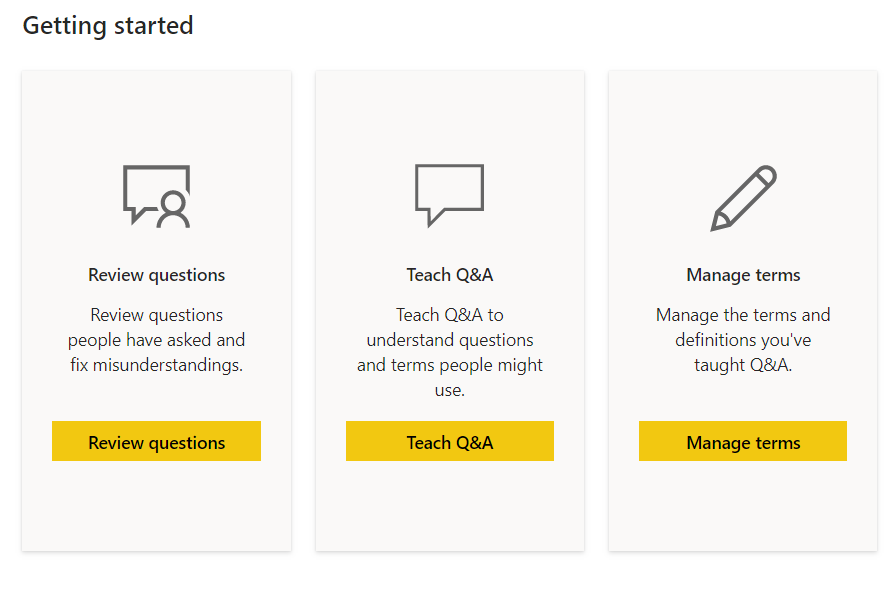 Getting started
Review questions
Review questions
people have asked and
fix misunderstandings.
Review questions
Teach Q&A
Teach Q&A to
understand questions
and terms people might
use.
Teach Q&A
Manage terms
Manage the terms and
definitions you've
taught Q&A.
Manage terms